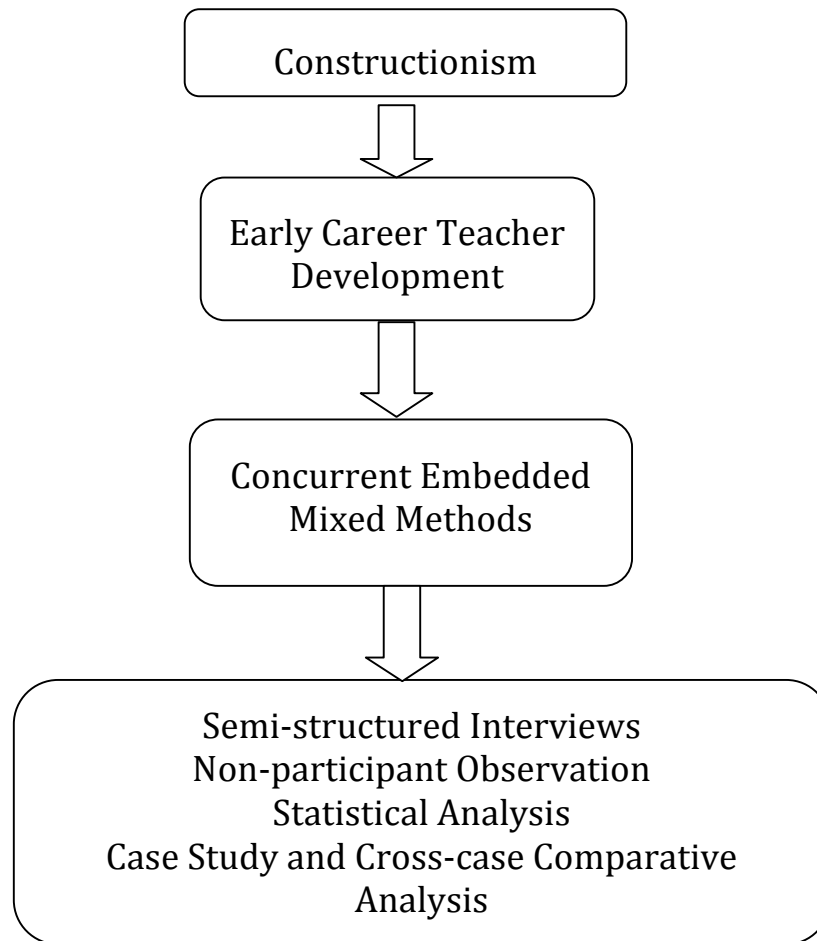 Constructionism
Early Career Teacher
Development
Concurrent Embedded
Mixed Methods
Semi-structured Interviews
Non-participant Observation
Statistical Analysis
Case Study and Cross-case Comparative
Analysis